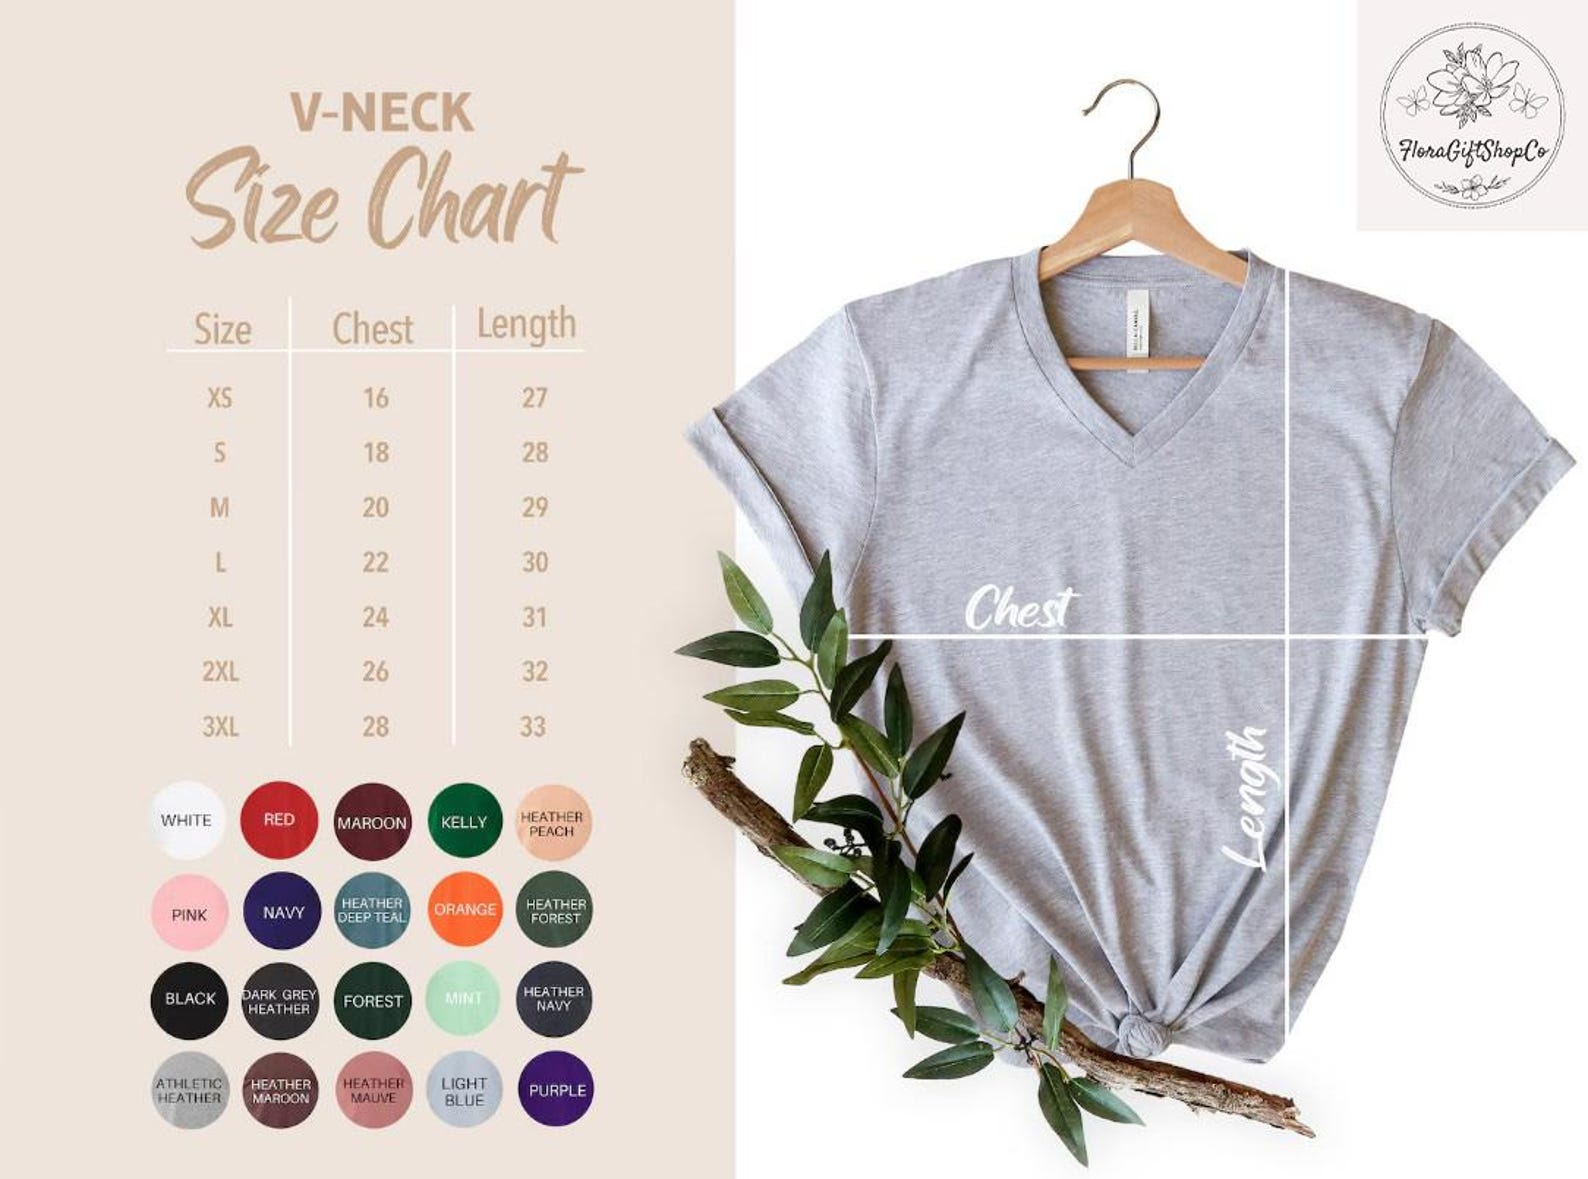 V-NECK
Size Chart
Size Chest Length
XS 16 27
S 18 28
M 20 29
L 22 30
XL 24 31
2XL 26 32
3XL 28 33
WHITE
RED
MAROON
KELLY
HEATHER
PEACH
PINK
NAVY
HEATHER
DEEP TEAL
ORANGE
HEATHER
FOREST
BLACK
DARK GREY
HEATHER
FOREST
MINT
HEATHER
NAVY
ATHLETIC
HEATHER
HEATHER
MAROON
HEATHER
MAUVE
LIGHT
BLUE
PURPLE
FloraGiftShopCo
BELLA+CANVAS
Chest
Length